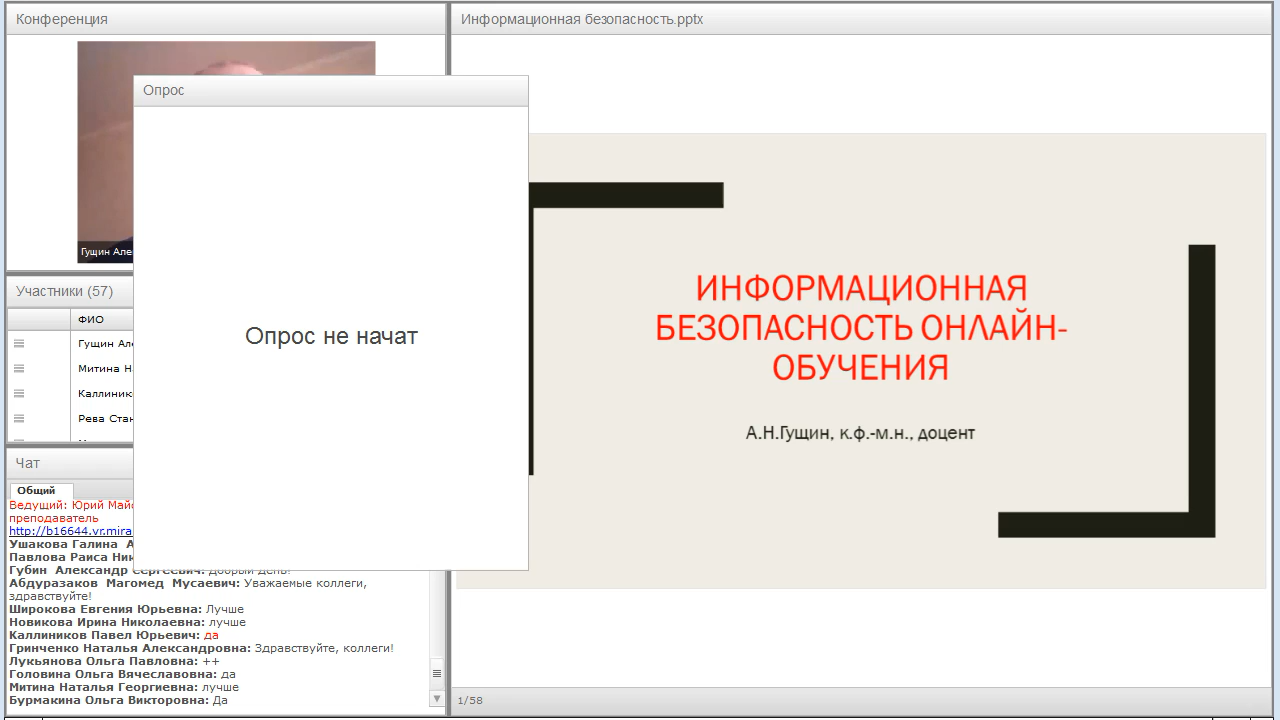 Конференция
Гущин Але
Участники (57)
ФИО
Гущин Але
Митина Н
Каллиник
Рева Стан
Чат
Общий
Ведущий: Юрий Майс
преподаватель
http://b16644.vr.mira
Ушакова Галина А
Павлова Раиса Ник
Губин Александр Сергеевич: Добрый день!
Абдуразаков Магомед Мусаевич: Уважаемые коллеги,
здравствуйте!
Широкова Евгения Юрьевна: Лучше
Новикова Ирина Николаевна: лучше
Каллиников Павел Юрьевич: да
Гринченко Наталья Александровна: Здравствуйте, коллеги!
Лукьянова Ольга Павловна: ++
Головина Ольга Вячеславовна: да
Митина Наталья Георгиевна: лучше
Бурмакина Ольга Викторовна: Да
Опрос
Опрос не начат
Информационная безопасность.pptx
ИНФОРМАЦИОННАЯ
БЕЗОПАСНОСТЬ ОНЛАЙН-
ОБУЧЕНИЯ
А.Н.Гущин, к.ф.-м.н., доцент
1/58